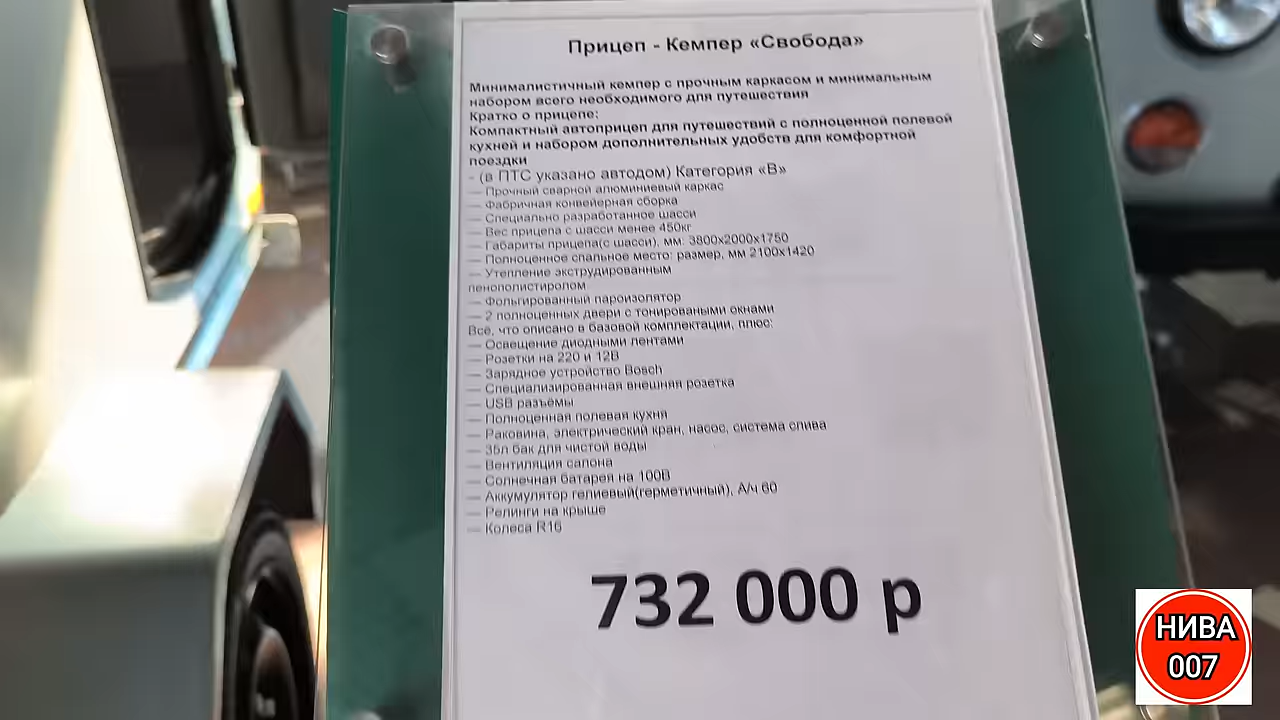 Прицеп - Кемпер «Свобода»
Минималистичный кемпер с прочным каркасом и минимальным
набором всего необходимого для путешествия
Кратко о прицепе:
Компактный автоприцеп для путешествий с полноценной полевой
кухней и набором дополнительных удобств для комфортной
поездки
- (в ПТС указано автодом) Категория «В»
— Прочный сварной алюминиевый каркас
— Фабричная конвейерная сборка
— Специально разработанное шасси
— Вес прицепа с шасси менее 450кг
— Габариты прицепа(с шасси), мм: 3800х2000х1750
— Полноценное спальное место: размер, мм 2100х1420
— Утепление экструдированным
пенополистиролом
— Фольгированный пароизолятор
— 2 полноценных двери с тонироваными окнами
Всё, что описано в базовой комплектации, плюс:
— Освещение диодными лентами
— Розетки на 220 и 12В
— Зарядное устройство Bosch
— Специализированная внешняя розетка
— USB разъёмы
— Полноценная полевая кухня
— Раковина, электрический кран, насос, система слива
— 35л бак для чистой воды
— Вентиляция салона
— Солнечная батарея на 100В
— Аккумулятор гелиевый(герметичный), А/ч 60
— Релинги на крыше
— Колеса R16
732 000 р
НИВА
007